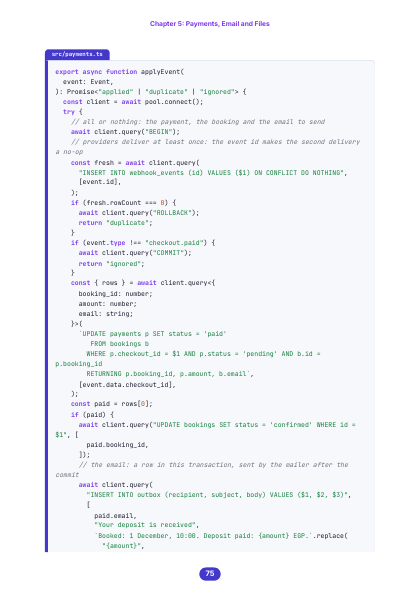 Chapter 5: Payments, Email and Files
src/payments.ts
export async function applyEvent(
  event: Event,
): Promise<"applied" | "duplicate" | "ignored"> {
  const client = await pool.connect();
  try {
    // all or nothing: the payment, the booking and the email to send
    await client.query("BEGIN");
    // providers deliver at least once: the event id makes the second delivery
a no-op
    const fresh = await client.query(
      "INSERT INTO webhook_events (id) VALUES ($1) ON CONFLICT DO NOTHING",
      [event.id],
    );
    if (fresh.rowCount === 0) {
      await client.query("ROLLBACK");
      return "duplicate";
    }
    if (event.type !== "checkout.paid") {
      await client.query("COMMIT");
      return "ignored";
    }
    const { rows } = await client.query<{
      booking_id: number;
      amount: number;
      email: string;
    }>(
      `UPDATE payments p SET status = 'paid'
         FROM bookings b
        WHERE p.checkout_id = $1 AND p.status = 'pending' AND b.id =
p.booking_id
        RETURNING p.booking_id, p.amount, b.email`,
      [event.data.checkout_id],
    );
    const paid = rows[0];
    if (paid) {
      await client.query("UPDATE bookings SET status = 'confirmed' WHERE id =
$1", [
        paid.booking_id,
      ]);
      // the email: a row in this transaction, sent by the mailer after the
commit
      await client.query(
        "INSERT INTO outbox (recipient, subject, body) VALUES ($1, $2, $3)",
        [
          paid.email,
          "Your deposit is received",
          `Booked: 1 December, 10:00. Deposit paid: {amount} EGP.`.replace(
            "{amount}",
75